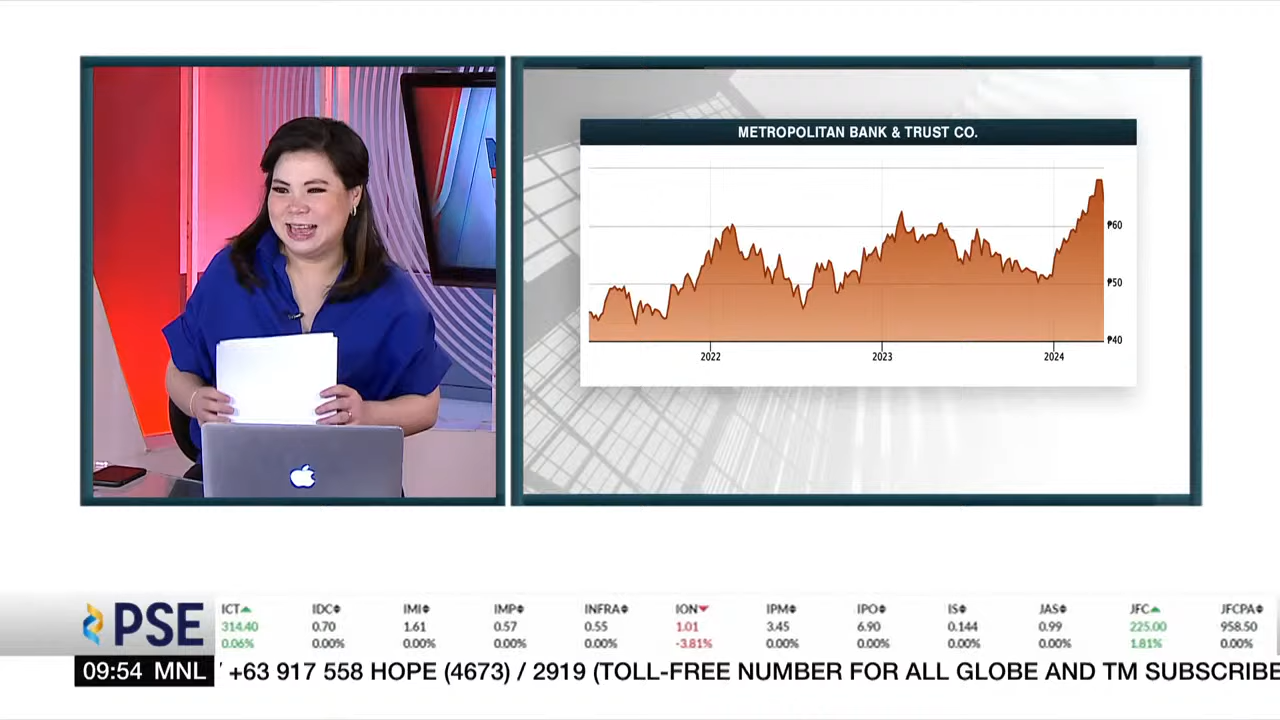 METROPOLITAN BANK & TRUST CO.
₱60
₱50
₱40
2022 2023 2024
PSE
ICT IDC IMI IMP INFRA ION IPM IPO IS JAS JFC JFCPA
314.40 0.70 1.61 0.57 0.55 1.01 3.45 6.90 0.144 0.99 225.00 958.50
0.06% 0.00% 0.00% 0.00% 0.00% -3.81% 0.00% 0.00% 0.00% 0.00% 1.81% 0.00%
09:54 MNL
+63 917 558 HOPE (4673) / 2919 (TOLL-FREE NUMBER FOR ALL GLOBE AND TM SUBSCRIBE